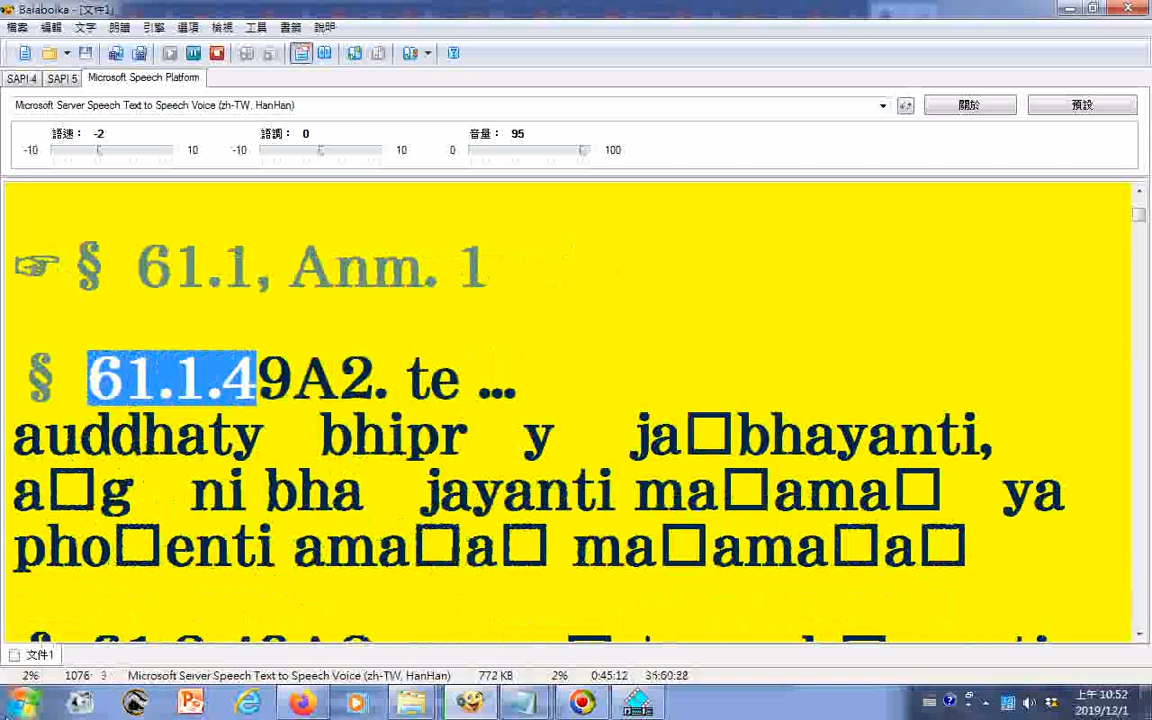 Balabolka - [文件1]
檔案 編輯 文字 朗讀 引擎 選項 檢視 工具 書籤 說明
SAPI 4 SAPI 5 Microsoft Speech Platform
Microsoft Server Speech Text to Speech Voice (zh-TW, HanHan) 關於 預設
語速： -2 語調： 0 音量： 95
-10 10 -10 10 0 100
☞ § 61.1, Anm. 1
§ 61.1.49A2. te ...
auddhaty bhipr y ja□bhayanti,
a□g ni bha jayanti ma□ama□ ya
pho□enti ama□a□ ma□ama□a□
文件1
2% 1076 3 Microsoft Server Speech Text to Speech Voice (zh-TW, HanHan) 772 KB 2% 0:45:12 36:60:28
上午 10:52
2019/12/1